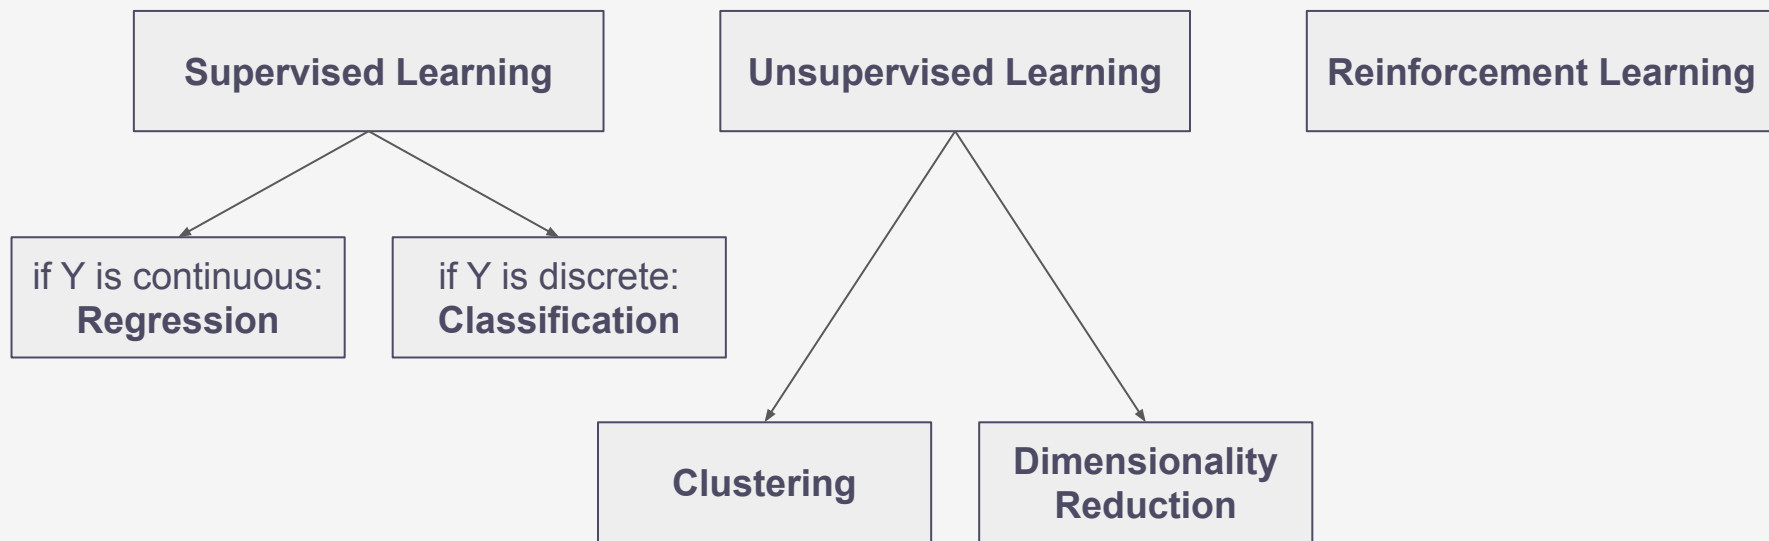 Supervised Learning
Unsupervised Learning
Reinforcement Learning
if Y is continuous:
Regression
if Y is discrete:
Classification
Clustering
Dimensionality
Reduction